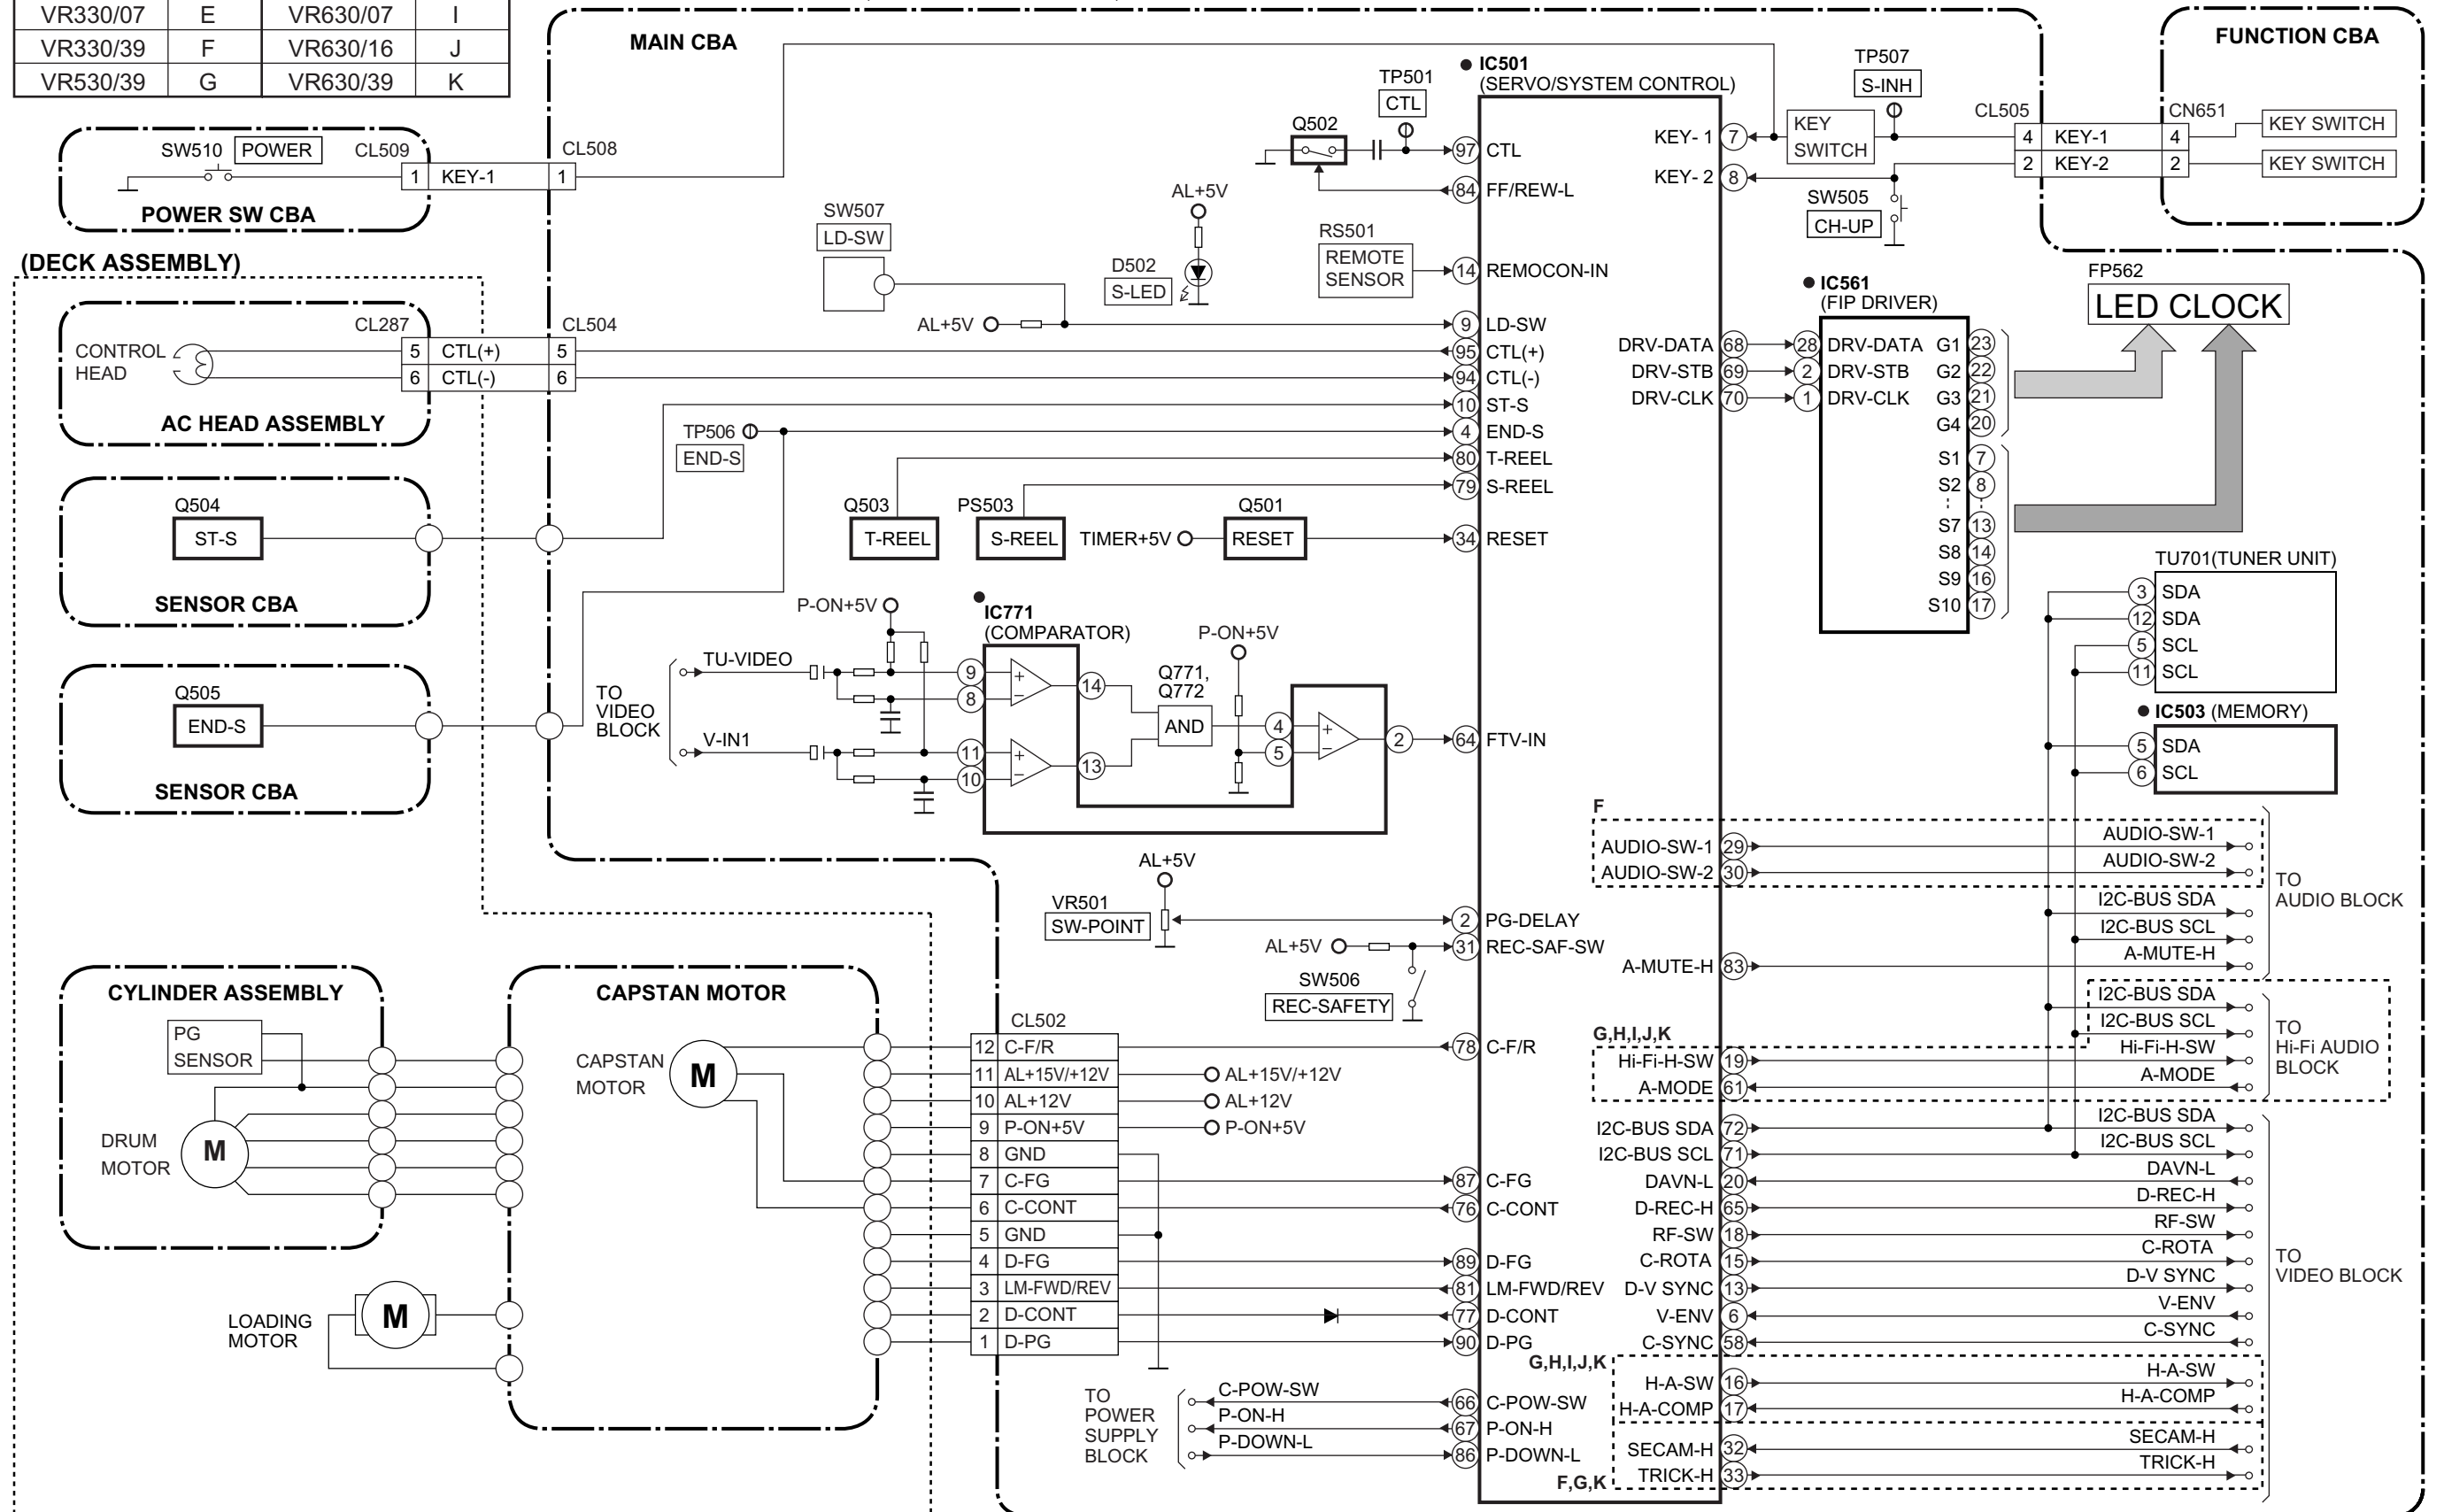 VR330/07 E VR630/07 I
VR330/39 F VR630/16 J
VR530/39 G VR630/39 K
MAIN CBA
FUNCTION CBA
SW510 POWER CL509
1 KEY-1
CL508
1
POWER SW CBA
(DECK ASSEMBLY)
CONTROL
HEAD
CL287
5 CTL(+)
6 CTL(-)
CL504
5
6
AC HEAD ASSEMBLY
Q504
ST-S
SENSOR CBA
Q505
END-S
SENSOR CBA
SW507
LD-SW
AL+5V
D502
S-LED
AL+5V
Q502
TP501
CTL
RS501
REMOTE
SENSOR
TP506
END-S
Q503
T-REEL
PS503
S-REEL
TIMER+5V
Q501
RESET
P-ON+5V
IC771
(COMPARATOR)
P-ON+5V
TO
VIDEO
BLOCK
TU-VIDEO
V-IN1
9
8
11
10
14
13
Q771,
Q772
AND
4
5
2
AL+5V
VR501
SW-POINT
AL+5V
SW506
REC-SAFETY
IC501
(SERVO/SYSTEM CONTROL)
97 CTL
84 FF/REW-L
14 REMOCON-IN
9 LD-SW
95 CTL(+)
94 CTL(-)
10 ST-S
4 END-S
80 T-REEL
79 S-REEL
34 RESET
64 FTV-IN
2 PG-DELAY
31 REC-SAF-SW
78 C-F/R
87 C-FG
76 C-CONT
89 D-FG
81 LM-FWD/REV
77 D-CONT
90 D-PG
66 C-POW-SW
67 P-ON-H
86 P-DOWN-L
KEY- 1 7
KEY- 2 8
KEY
SWITCH
TP507
S-INH
SW505
CH-UP
CL505
4 KEY-1
2 KEY-2
CN651
4
2
KEY SWITCH
KEY SWITCH
DRV-DATA 68
DRV-STB 69
DRV-CLK 70
IC561
(FIP DRIVER)
28 DRV-DATA
2 DRV-STB
1 DRV-CLK
G1 23
G2 22
G3 21
G4 20
S1 7
S2 8
S7 13
S8 14
S9 16
S10 17
FP562
LED CLOCK
TU701(TUNER UNIT)
3 SDA
12 SDA
5 SCL
11 SCL
IC503 (MEMORY)
5 SDA
6 SCL
F
AUDIO-SW-1 29 AUDIO-SW-1
AUDIO-SW-2 30 AUDIO-SW-2
I2C-BUS SDA
I2C-BUS SCL
A-MUTE-H 83 A-MUTE-H
TO
AUDIO BLOCK
G,H,I,J,K
I2C-BUS SDA
I2C-BUS SCL
Hi-Fi-H-SW 19 Hi-Fi-H-SW
A-MODE 61 A-MODE
TO
Hi-Fi AUDIO
BLOCK
I2C-BUS SDA 72 I2C-BUS SDA
I2C-BUS SCL 71 I2C-BUS SCL
DAVN-L 20 DAVN-L
D-REC-H 65 D-REC-H
RF-SW 18 RF-SW
C-ROTA 15 C-ROTA
D-V SYNC 13 D-V SYNC
V-ENV 6 V-ENV
C-SYNC 58 C-SYNC
G,H,I,J,K
H-A-SW 16 H-A-SW
H-A-COMP 17 H-A-COMP
SECAM-H 32 SECAM-H
TRICK-H 33 TRICK-H
F,G,K
TO
VIDEO BLOCK
CYLINDER ASSEMBLY
PG
SENSOR
DRUM
MOTOR
M
LOADING
MOTOR
M
CAPSTAN MOTOR
CAPSTAN
MOTOR
M
CL502
12 C-F/R
11 AL+15V/+12V AL+15V/+12V
10 AL+12V AL+12V
9 P-ON+5V P-ON+5V
8 GND
7 C-FG
6 C-CONT
5 GND
4 D-FG
3 LM-FWD/REV
2 D-CONT
1 D-PG
TO
POWER
SUPPLY
BLOCK
C-POW-SW
P-ON-H
P-DOWN-L